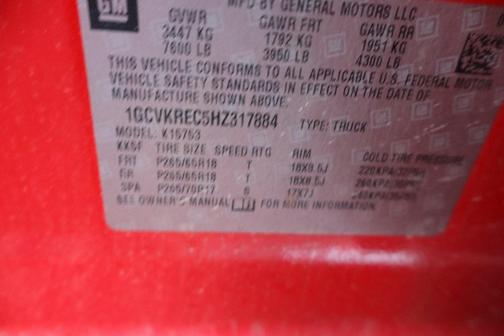 GM
MFD BY GENERAL MOTORS LLC
GVWR GAWR FRT GAWR RR
3447 KG 1792 KG 1951 KG
7600 LB 3950 LB 4300 LB
THIS VEHICLE CONFORMS TO ALL APPLICABLE U.S. FEDERAL MOTOR
VEHICLE SAFETY STANDARDS IN EFFECT ON THE DATE OF
MANUFACTURE SHOWN ABOVE.
1GCVKREC5HZ317884 TYPE: TRUCK
MODEL: K15753
TIRE SIZE SPEED RTG RIM COLD TIRE PRESSURE
FRT P265/65R18 T 18X8.5J
RR P265/65R18 T 18X8.5J
SPA P265/70R17 S 17X7J
SEE OWNER'S MANUAL FOR MORE INFORMATION